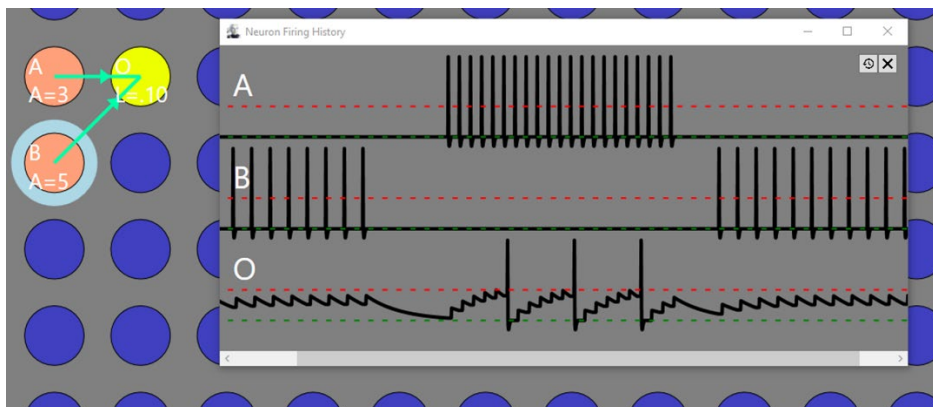 Neuron Firing History
A
A=3
O
L=.10
B
A=5
A
B
O